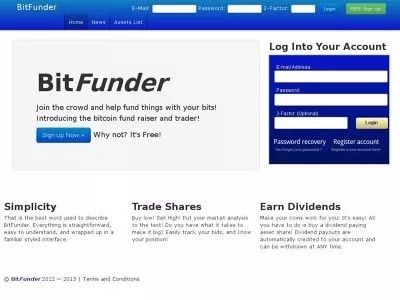 BitFunder E-Mail: Password: 2-Factor: Login FREE Sign Up
Home News Assets List
BitFunder
Join the crowd and help fund things with your bits!
Introducing the bitcoin fund raiser and trader!
Sign up Now » Why not? It's Free!
Log Into Your Account
E-mail Address:
Password:
2-Factor: (Optional)
Login
Password recovery Register account
You forgot your password ? Register a new account here!
Simplicity
That is the best word used to describe
BitFunder. Everything is straightforward,
easy to understand, and wrapped up in a
familiar styled interface.
Trade Shares
Buy low! Sell High! Put your market analysis
to the test! Do you have what it takes to
make it big? Easily track your bids, and know
your position!
Earn Dividends
Make your coins work for you! It's easy! All
you have to do is buy a dividend paying
asset share! Dividend payouts are
automatically credited to your account and
can be withdrawn at ANY time.
© BitFunder 2012 ~ 2013 | Terms and Conditions